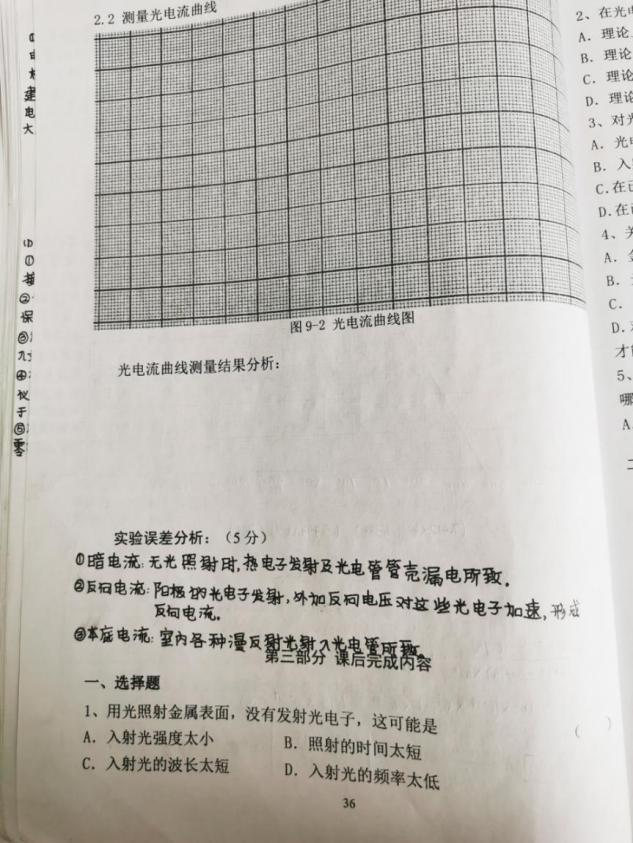 2.2 测量光电流曲线
图9-2 光电流曲线图
光电流曲线测量结果分析：
实验误差分析：（5分）
①暗电流：无光照射时，热电子发射及光电管管壳漏电所致。
②反向电流：阳极的光电子发射，外加反向电压对这些光电子加速，形成
反向电流。
③本底电流：室内各种漫反射光射入光电管所致。
第三部分 课后完成内容
一、选择题
1、用光照射金属表面，没有发射光电子，这可能是 （ ）
A. 入射光强度太小 B. 照射的时间太短
C. 入射光的波长太短 D. 入射光的频率太低
36
2、在光
A. 理论
B. 理论
C. 理论
D. 理论
3、对光
A. 光
B. 入
C.在
D.在
4、关
A.
B.
C.
D.
才
5、
哪
A